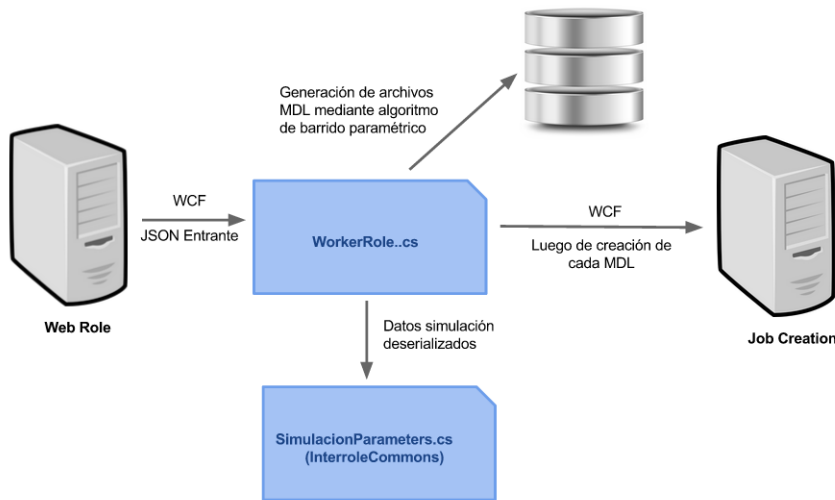 Generación de archivos
MDL mediante algoritmo
de barrido paramétrico
WCF
JSON Entrante
WorkerRole..cs
WCF
Luego de creación de
cada MDL
Web Role
Datos simulación
deserializados
Job Creation
SimulacionParameters.cs
(InterroleCommons)